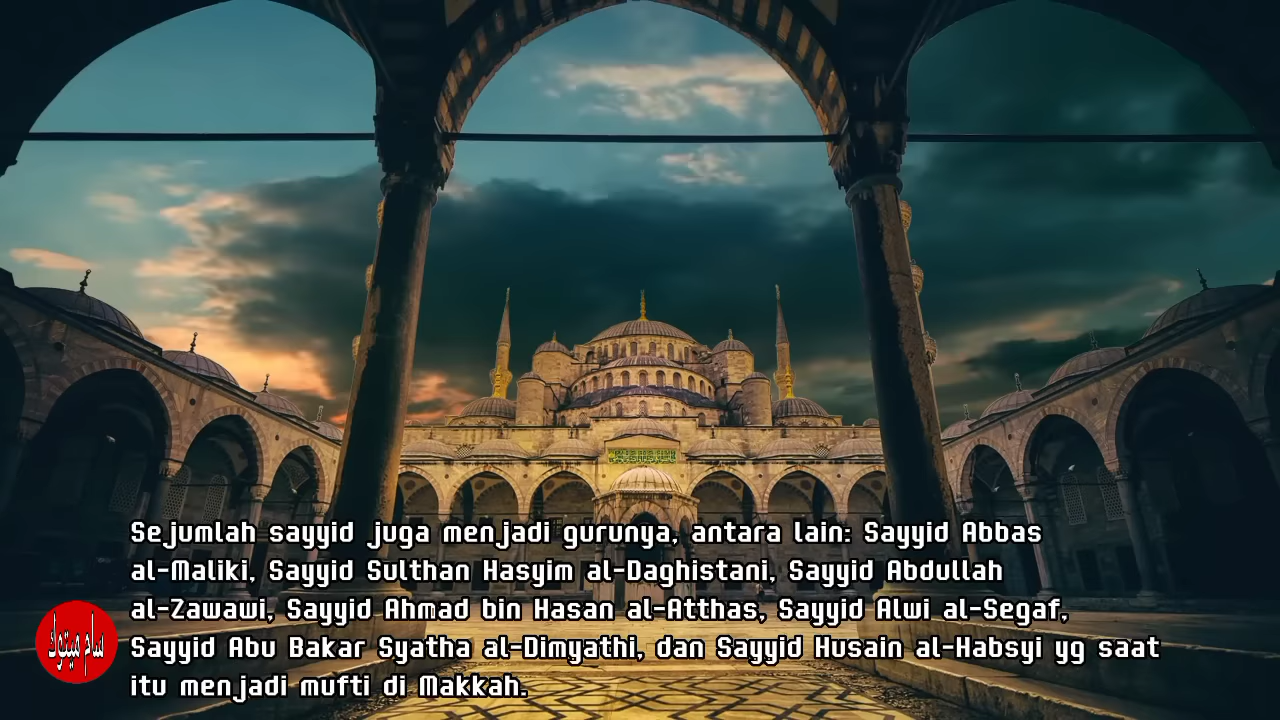 Sejumlah sayyid juga menjadi gurunya, antara lain: Sayyid Abbas
al-Maliki, Sayyid Sulthan Hasyim al-Daghistani, Sayyid Abdullah
al-Zawawi, Sayyid Ahmad bin Hasan al-Atthas, Sayyid Alwi al-Segaf,
Sayyid Abu Bakar Syatha al-Dimyathi, dan Sayyid Husain al-Habsyi yg saat
itu menjadi mufti di Makkah.
سام ميتوك